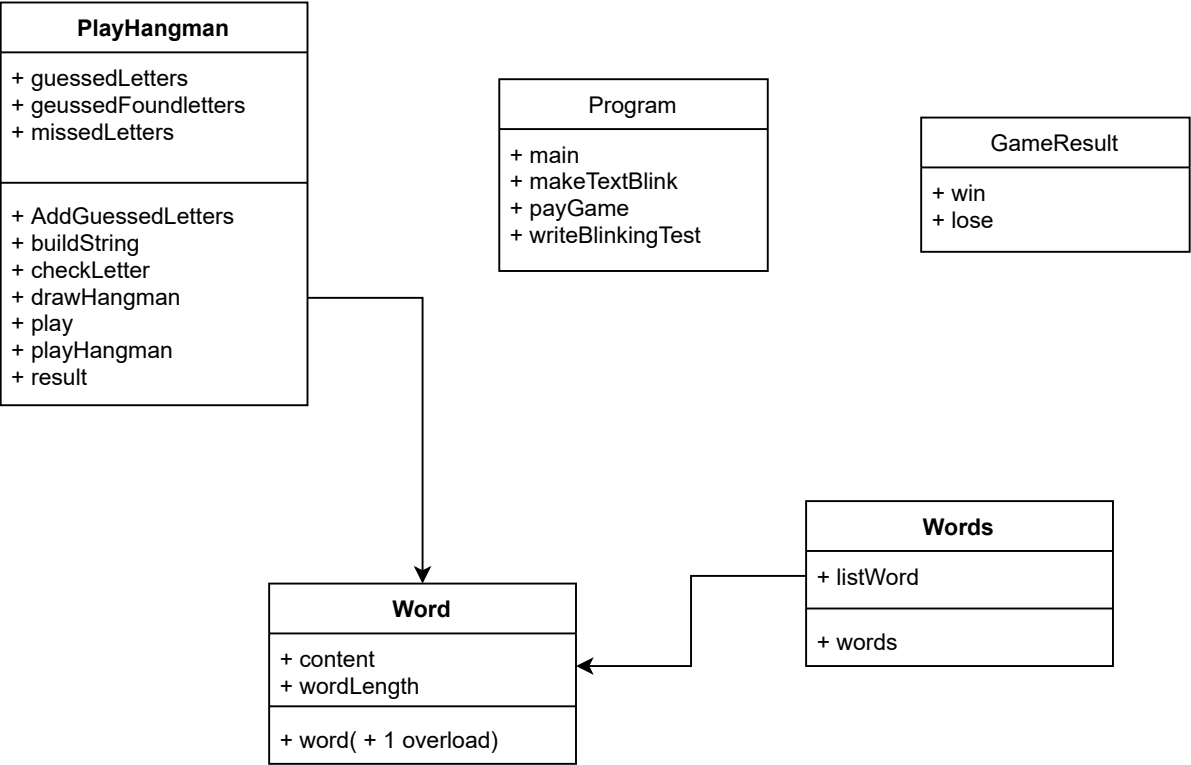 PlayHangman
+ guessedLetters
+ geussedFoundletters
+ missedLetters
+ AddGuessedLetters
+ buildString
+ checkLetter
+ drawHangman
+ play
+ playHangman
+ result
Program
+ main
+ makeTextBlink
+ payGame
+ writeBlinkingTest
GameResult
+ win
+ lose
Word
+ content
+ wordLength
+ word( + 1 overload)
Words
+ listWord
+ words